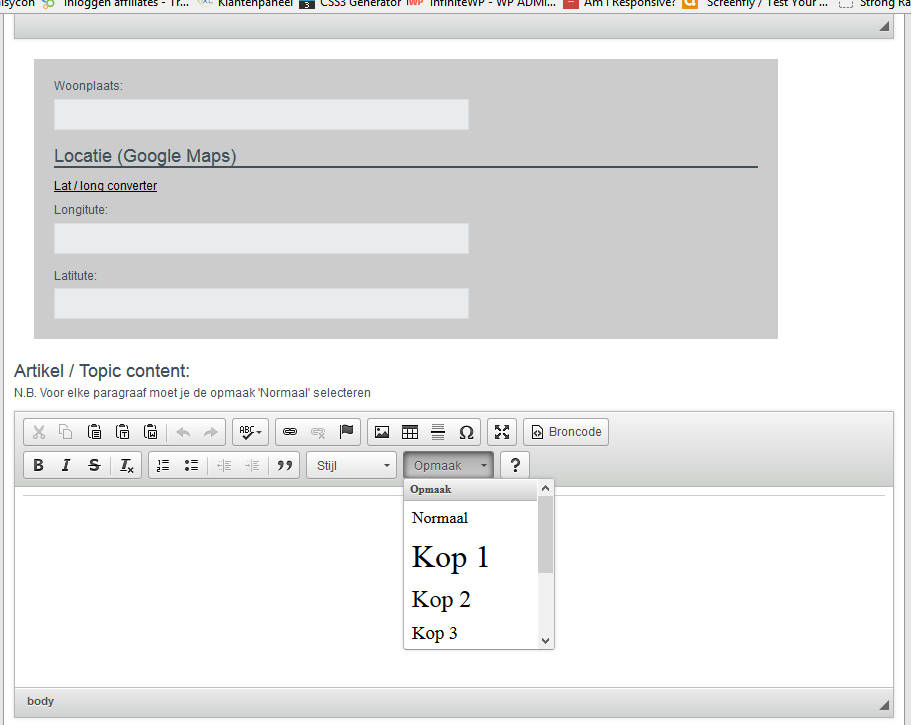 isycon Inloggen affiliates - Tr... Klantenpaneel CSS3 Generator InfiniteWP - WP ADMI... Am I Responsive? Screenfly / Test Your ... Strong Ra
Woonplaats:
Locatie (Google Maps)
Lat / long converter
Longitute:
Latitute:
Artikel / Topic content:
N.B. Voor elke paragraaf moet je de opmaak 'Normaal' selecteren
ABC Ω Broncode
B I S Tx Stijl Opmaak ?
Opmaak
Normaal
Kop 1
Kop 2
Kop 3
body